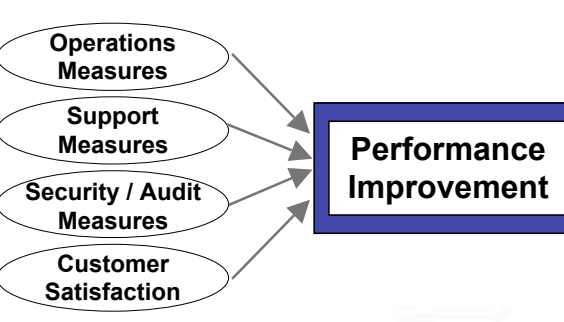 Operations
Measures
Support
Measures
Security / Audit
Measures
Customer
Satisfaction
Performance
Improvement